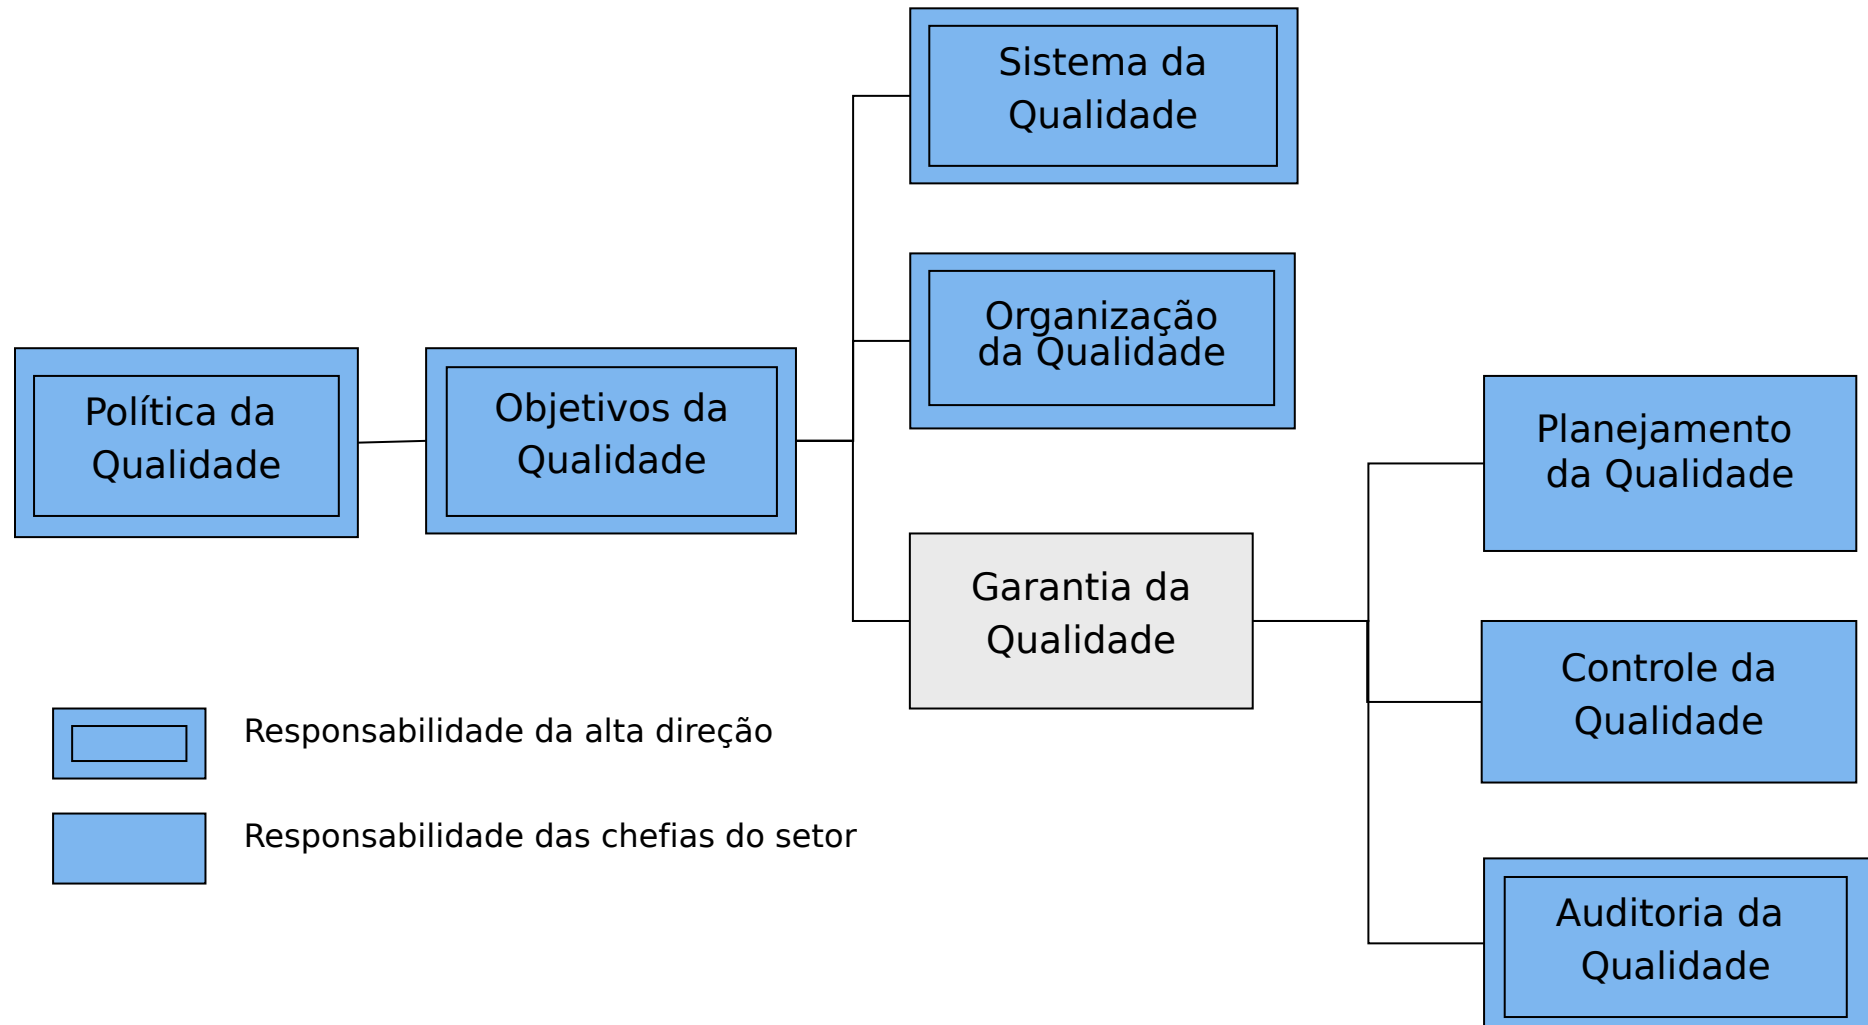 Sistema da
Qualidade
Organização
da Qualidade
Política da
Qualidade
Objetivos da
Qualidade
Planejamento
da Qualidade
Garantia da
Qualidade
Controle da
Qualidade
Responsabilidade da alta direção
Responsabilidade das chefias do setor
Auditoria da
Qualidade